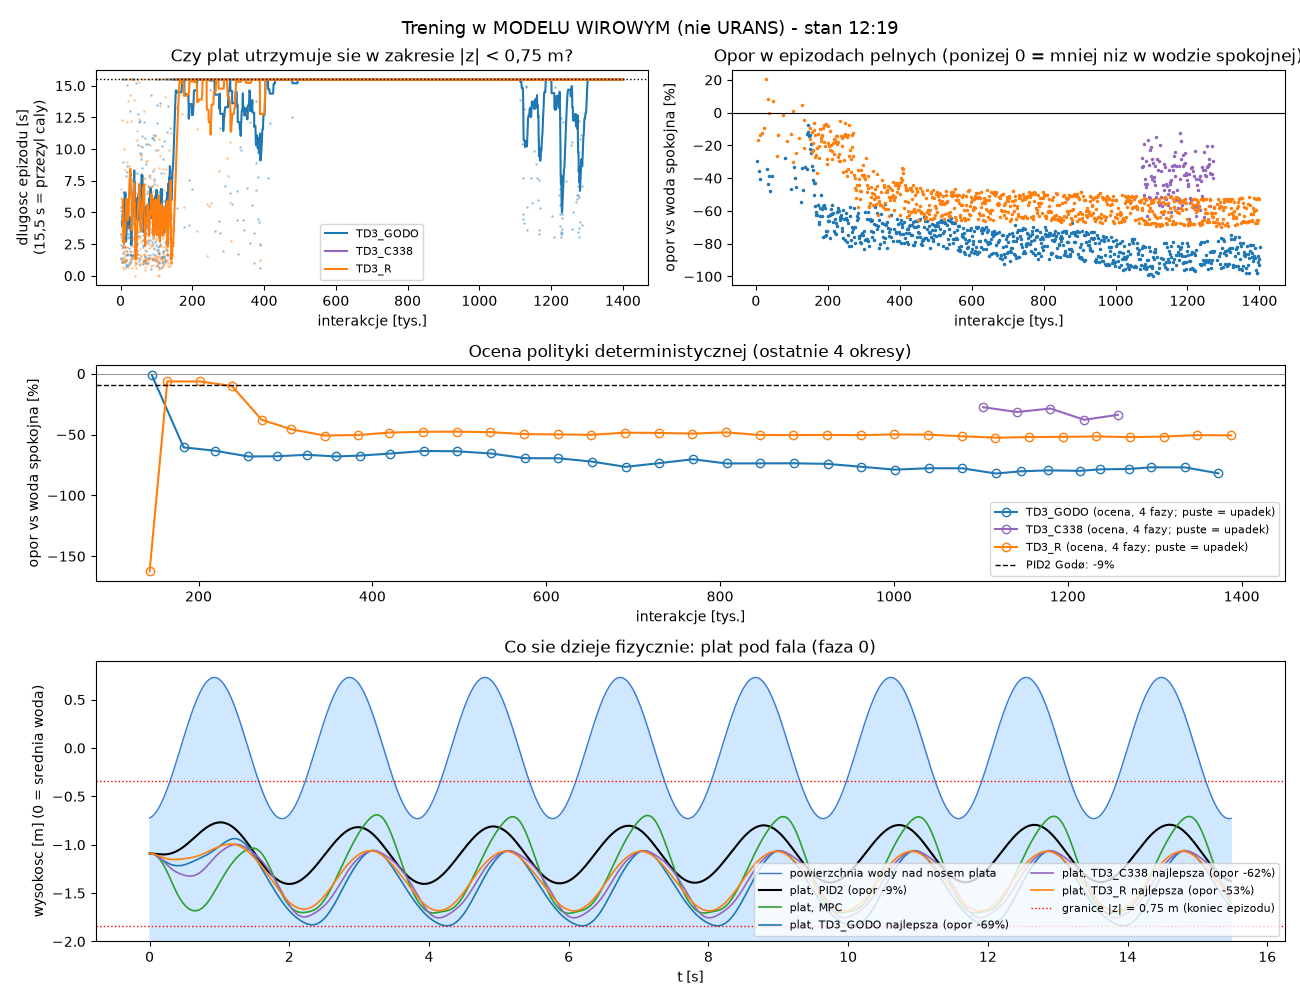 Trening w MODELU WIROWYM (nie URANS) - stan 12:19
Czy plat utrzymuje sie w zakresie |z| < 0,75 m?
dlugosc epizodu [s]
(15,5 s = przezyl caly)
15.0
12.5
10.0
7.5
5.0
2.5
0.0
TD3_GODO
TD3_C338
TD3_R
0
200
400
600
800
1000
1200
1400
interakcje [tys.]
Opor w epizodach pelnych (ponizej 0 = mniej niz w wodzie spokojnej)
opor vs woda spokojna [%]
20
0
−20
−40
−60
−80
−100
0
200
400
600
800
1000
1200
1400
interakcje [tys.]
Ocena polityki deterministycznej (ostatnie 4 okresy)
opor vs woda spokojna [%]
0
−50
−100
−150
TD3_GODO (ocena, 4 fazy; puste = upadek)
TD3_C338 (ocena, 4 fazy; puste = upadek)
TD3_R (ocena, 4 fazy; puste = upadek)
PID2 Godø: -9%
200
400
600
800
1000
1200
1400
interakcje [tys.]
Co sie dzieje fizycznie: plat pod fala (faza 0)
wysokosc [m] (0 = srednia woda)
0.5
0.0
−0.5
−1.0
−1.5
−2.0
powierzchnia wody nad nosem plata
plat, PID2 (opor -9%)
plat, MPC
plat, TD3_GODO najlepsza (opor -69%)
plat, TD3_C338 najlepsza (opor -62%)
plat, TD3_R najlepsza (opor -53%)
granice |z| = 0,75 m (koniec epizodu)
0
2
4
6
8
10
12
14
16
t [s]